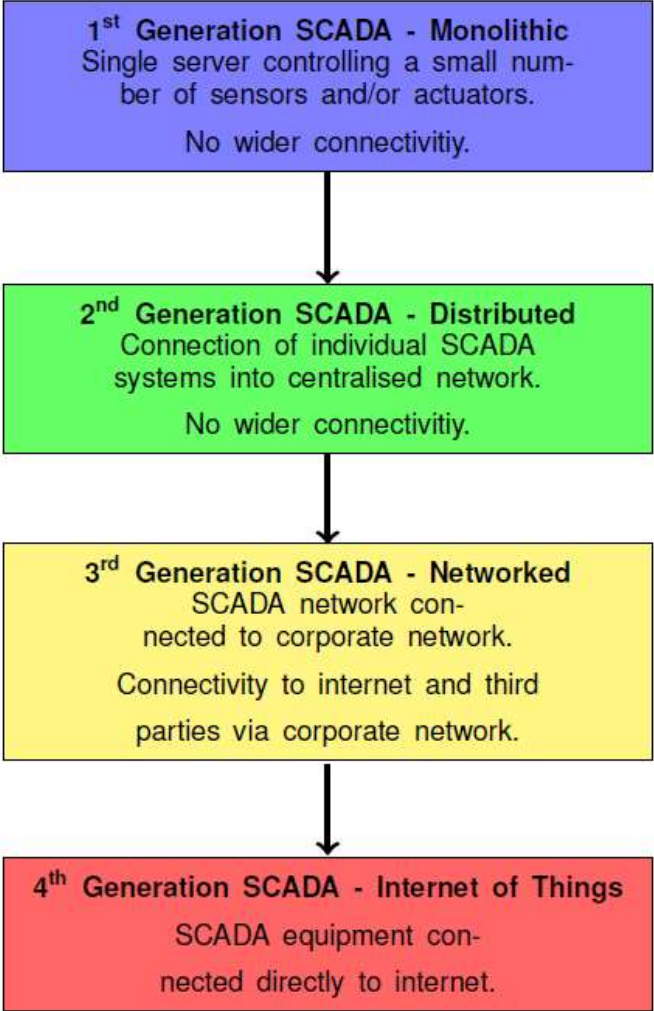 1st Generation SCADA - Monolithic
Single server controlling a small num-
ber of sensors and/or actuators.
No wider connectivitiy.
2nd Generation SCADA - Distributed
Connection of individual SCADA
systems into centralised network.
No wider connectivitiy.
3rd Generation SCADA - Networked
SCADA network con-
nected to corporate network.
Connectivity to internet and third
parties via corporate network.
4th Generation SCADA - Internet of Things
SCADA equipment con-
nected directly to internet.